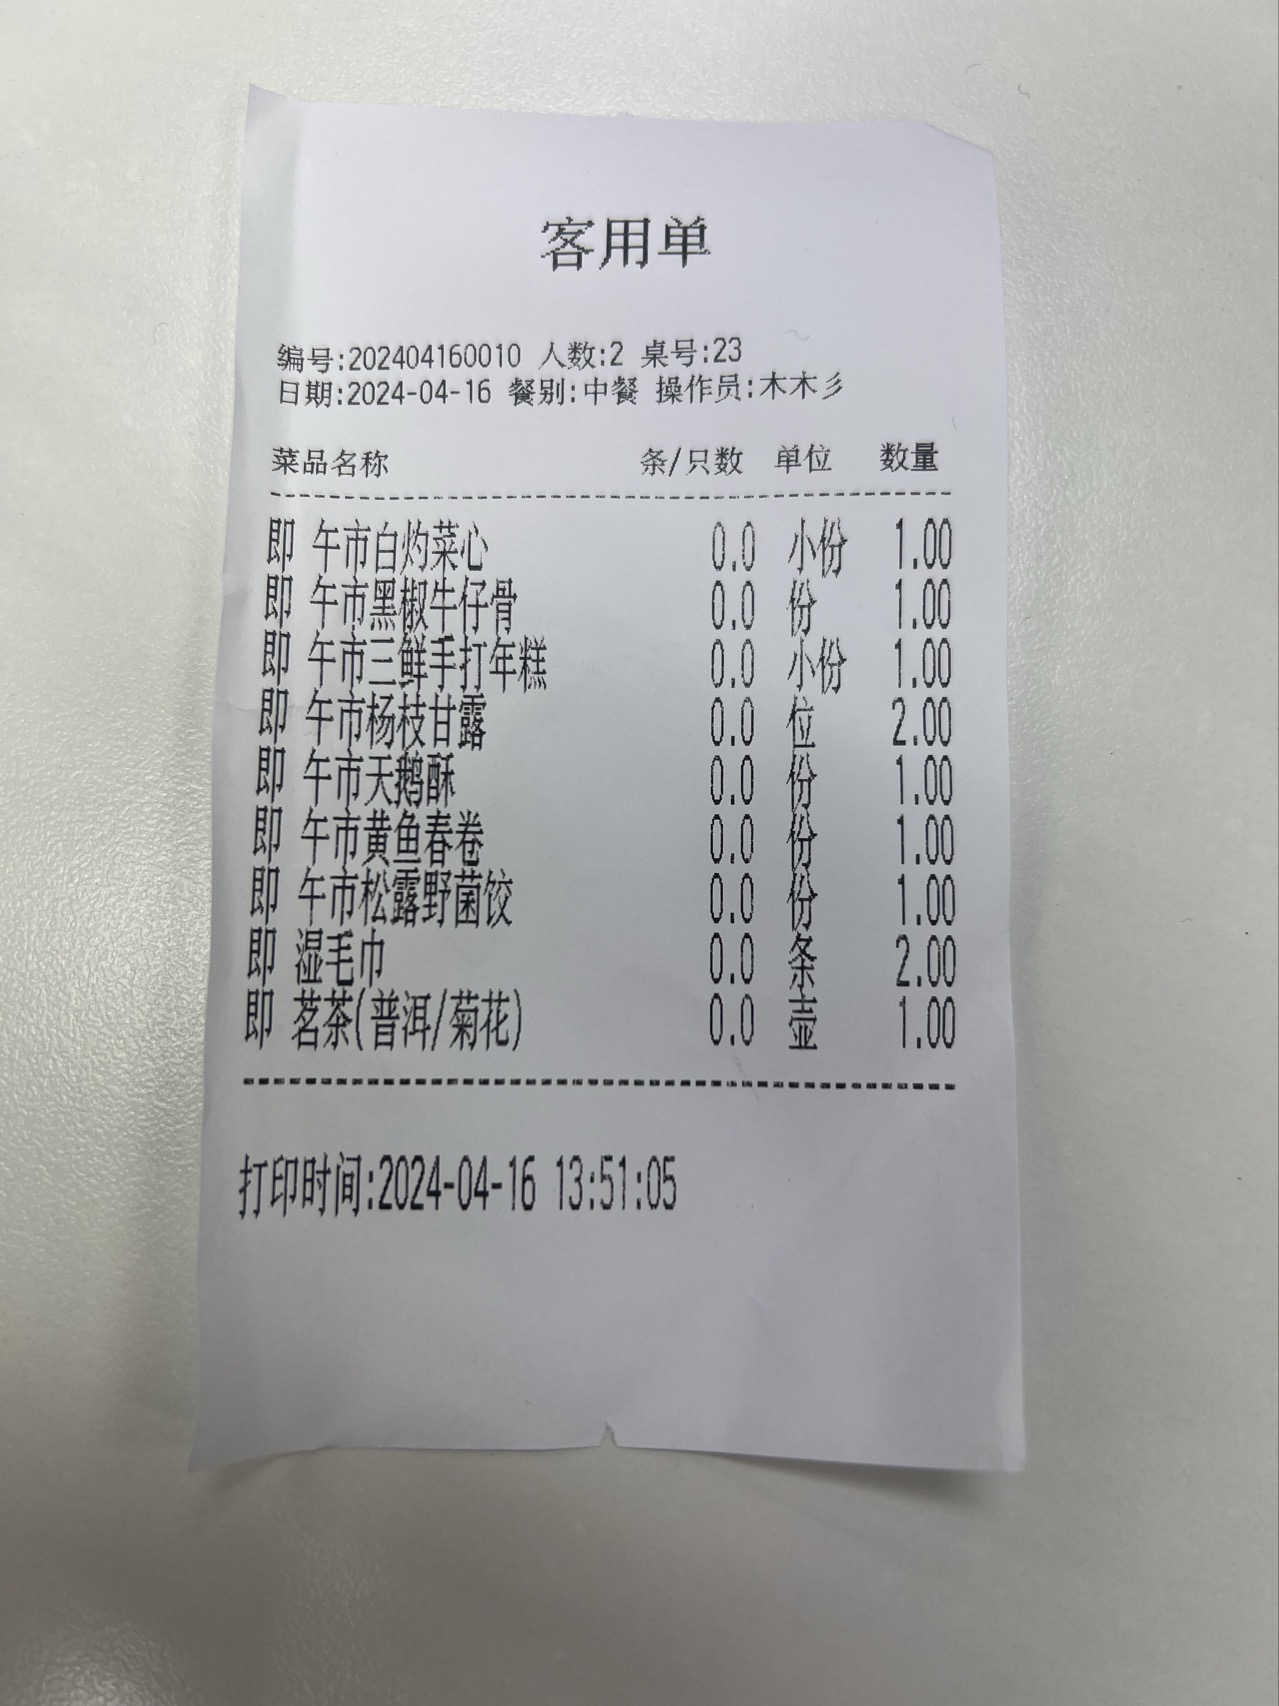 客用单
编号:202404160010 人数:2 桌号:23
日期:2024-04-16 餐别:中餐 操作员:木木彡
菜品名称 条/只数 单位 数量
即 午市白灼菜心 0.0 小份 1.00
即 午市黑椒牛仔骨 0.0 份 1.00
即 午市三鲜手打年糕 0.0 小份 1.00
即 午市杨枝甘露 0.0 位 2.00
即 午市天鹅酥 0.0 份 1.00
即 午市黄鱼春卷 0.0 份 1.00
即 午市松露野菌饺 0.0 份 1.00
即 湿毛巾 0.0 条 2.00
即 茗茶(普洱/菊花) 0.0 壶 1.00
打印时间:2024-04-16 13:51:05